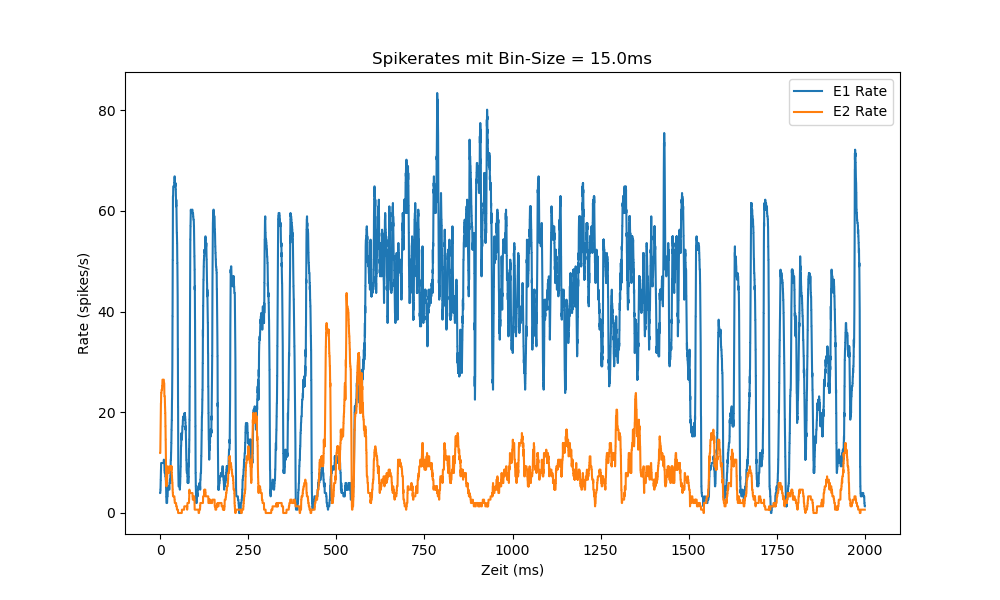 Spikerates mit Bin-Size = 15.0ms
E1 Rate
E2 Rate
Rate (spikes/s)
80
60
40
20
0
0 250 500 750 1000 1250 1500 1750 2000
Zeit (ms)